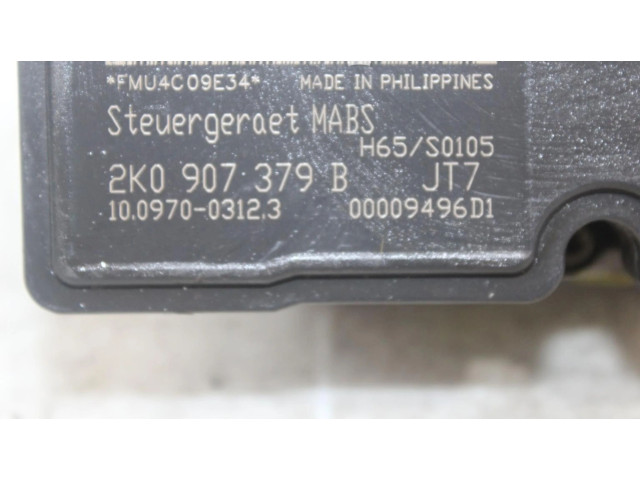 *FMU4C09E34* MADE IN PHILIPPINES
Steuergeraet MABS
H65/S0105
2K0 907 379 B JT7
10.0970-0312.3 00009496D1